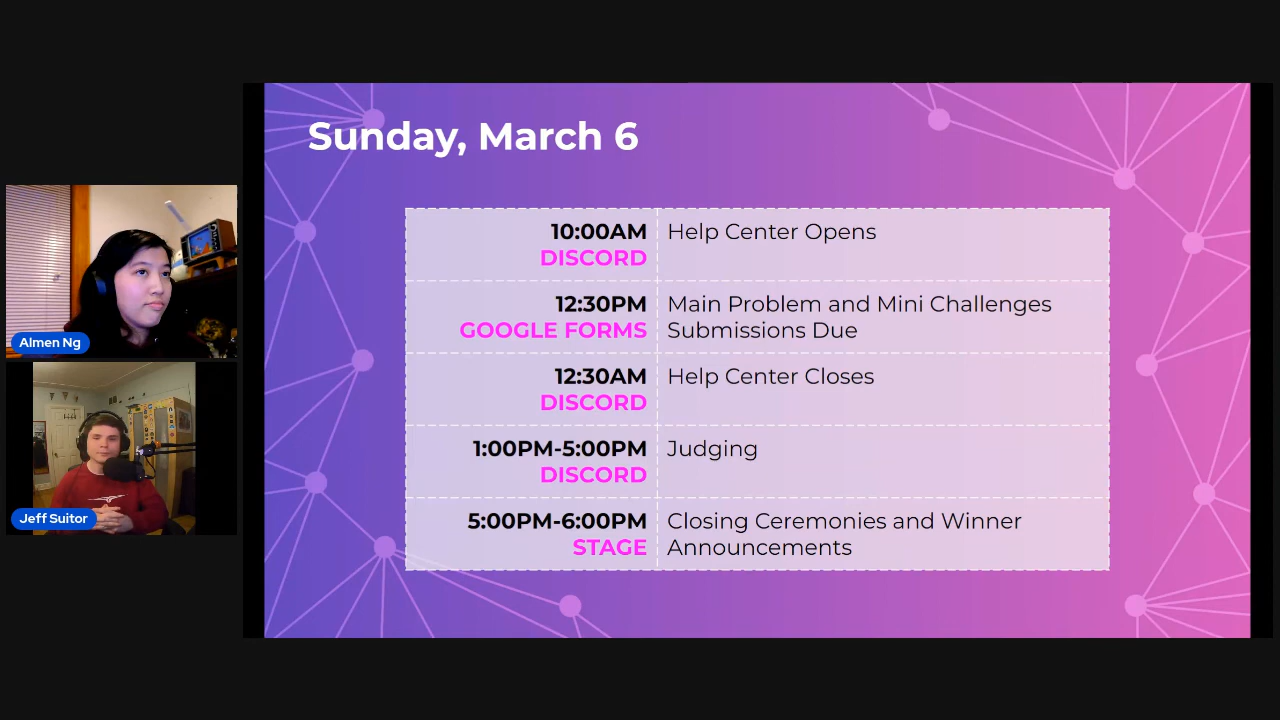 Sunday, March 6
10:00AM
DISCORD
Help Center Opens
12:30PM
GOOGLE FORMS
Main Problem and Mini Challenges
Submissions Due
12:30AM
DISCORD
Help Center Closes
1:00PM-5:00PM
DISCORD
Judging
5:00PM-6:00PM
STAGE
Closing Ceremonies and Winner
Announcements
Almen Ng
Jeff Suitor